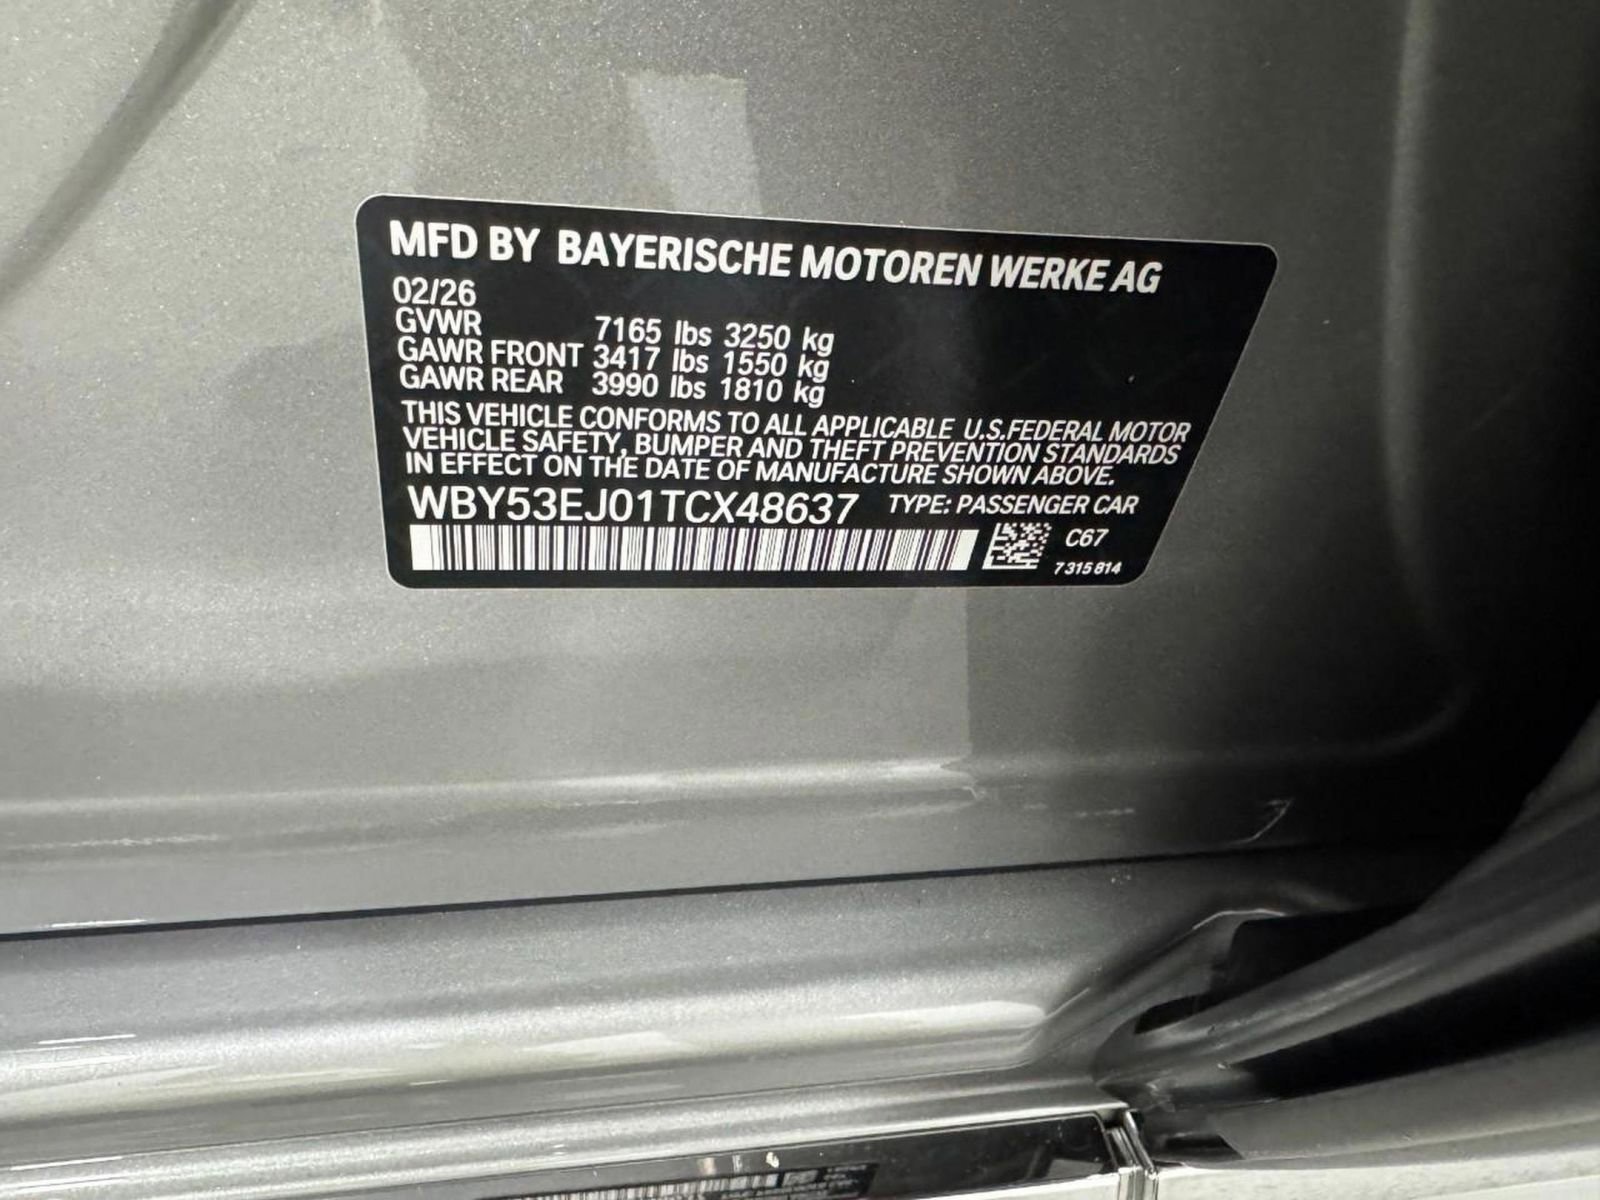 MFD BY BAYERISCHE MOTOREN WERKE AG
02/26
GVWR 7165 lbs 3250 kg
GAWR FRONT 3417 lbs 1550 kg
GAWR REAR 3990 lbs 1810 kg
THIS VEHICLE CONFORMS TO ALL APPLICABLE U.S.FEDERAL MOTOR
VEHICLE SAFETY, BUMPER AND THEFT PREVENTION STANDARDS
IN EFFECT ON THE DATE OF MANUFACTURE SHOWN ABOVE.
WBY53EJ01TCX48637 TYPE: PASSENGER CAR
C67
7 315 814